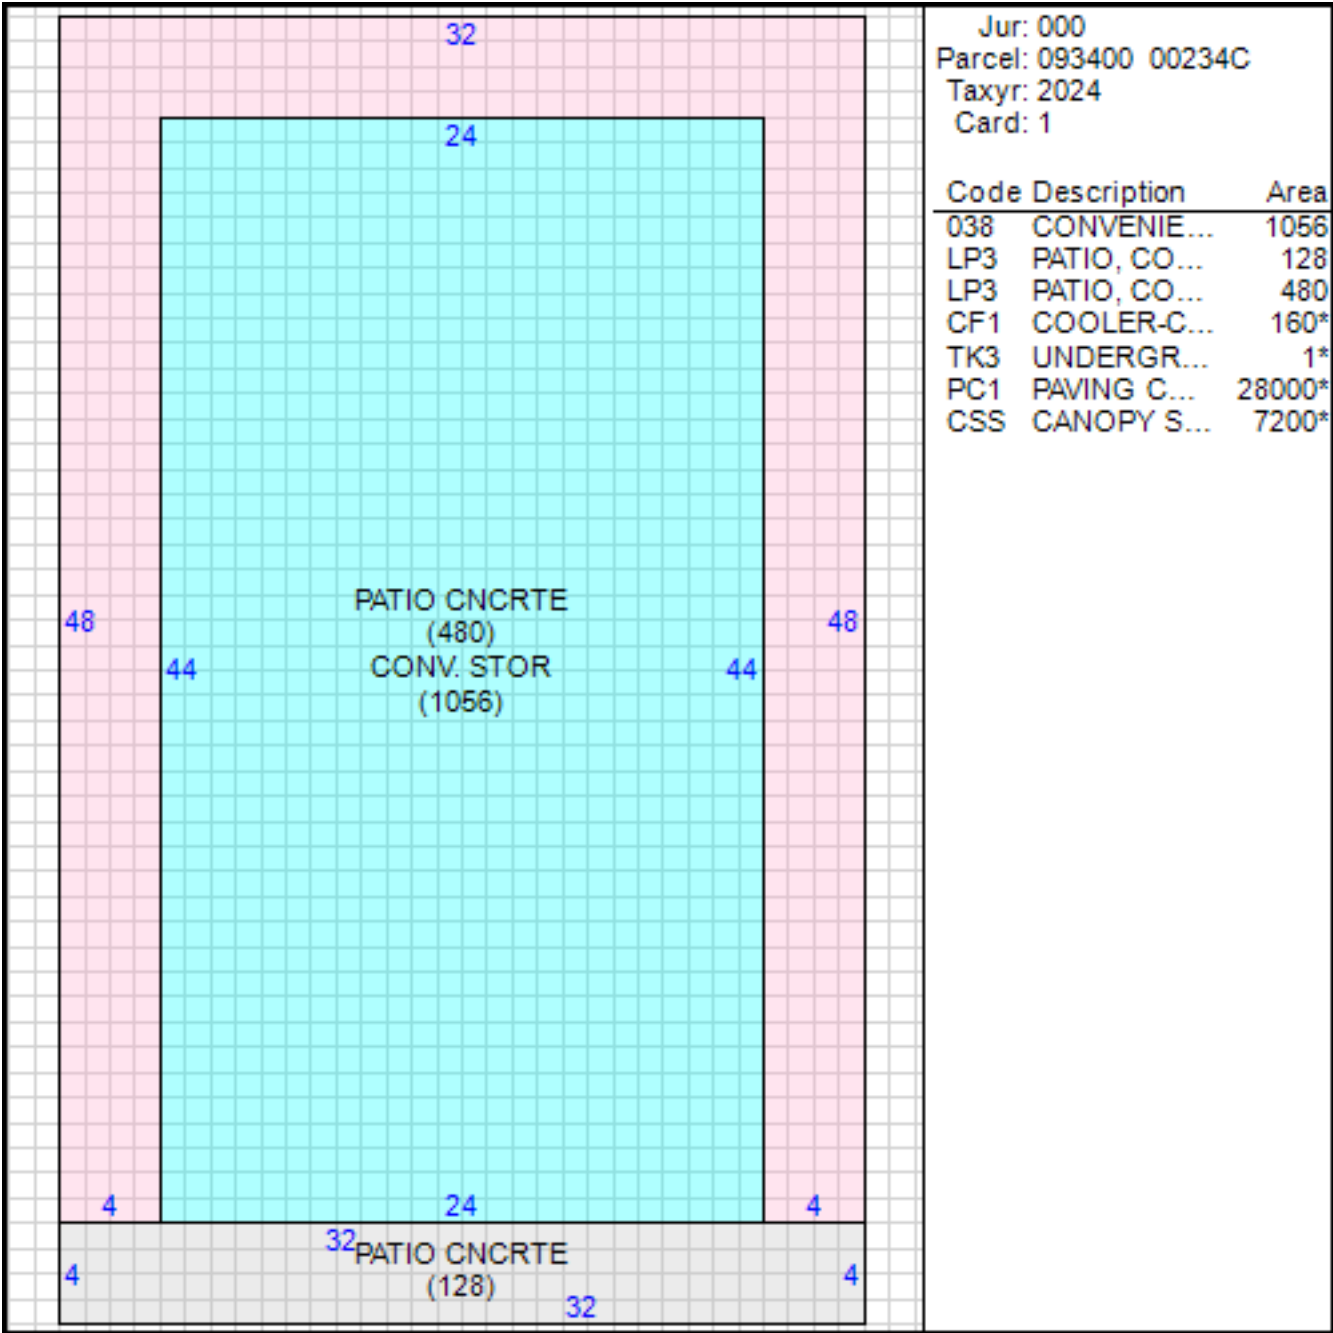 32
24
48
48
44
44
PATIO CNCRTE
(480)
CONV. STOR
(1056)
4
24
4
32
PATIO CNCRTE
4
4
(128)
32
Jur: 000
Parcel: 093400 00234C
Taxyr: 2024
Card: 1
Code Description Area
038 CONVENIE... 1056
LP3 PATIO, CO... 128
LP3 PATIO, CO... 480
CF1 COOLER-C... 160*
TK3 UNDERGR... 1*
PC1 PAVING C... 28000*
CSS CANOPY S... 7200*